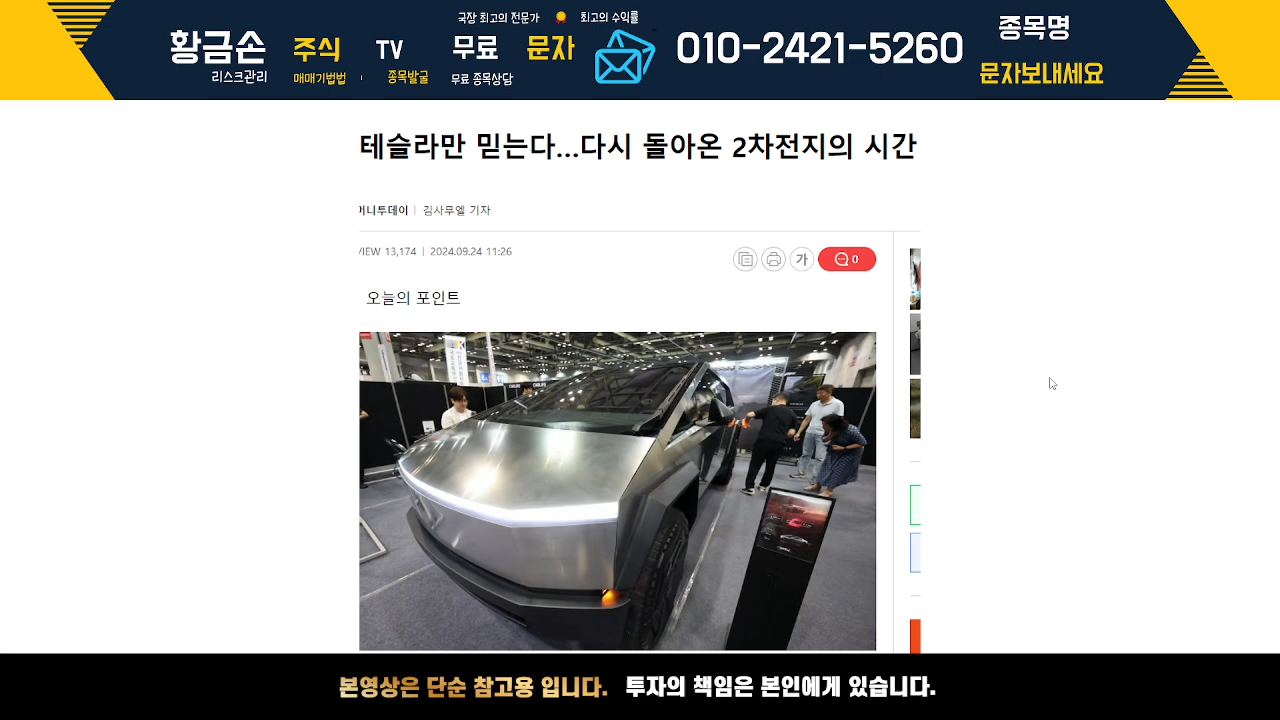 국장 최고의 전문가 최고의 수익률
황금손 주식 TV 무료 문자 010-2421-5260 종목명
리스크관리 매매기법법 종목발굴 무료 종목상담 문자보내세요
테슬라만 믿는다...다시 돌아온 2차전지의 시간
머니투데이 김사무엘 기자
VIEW 13,174 2024.09.24 11:26
가 0
오늘의 포인트
본영상은 단순 참고용 입니다. 투자의 책임은 본인에게 있습니다.